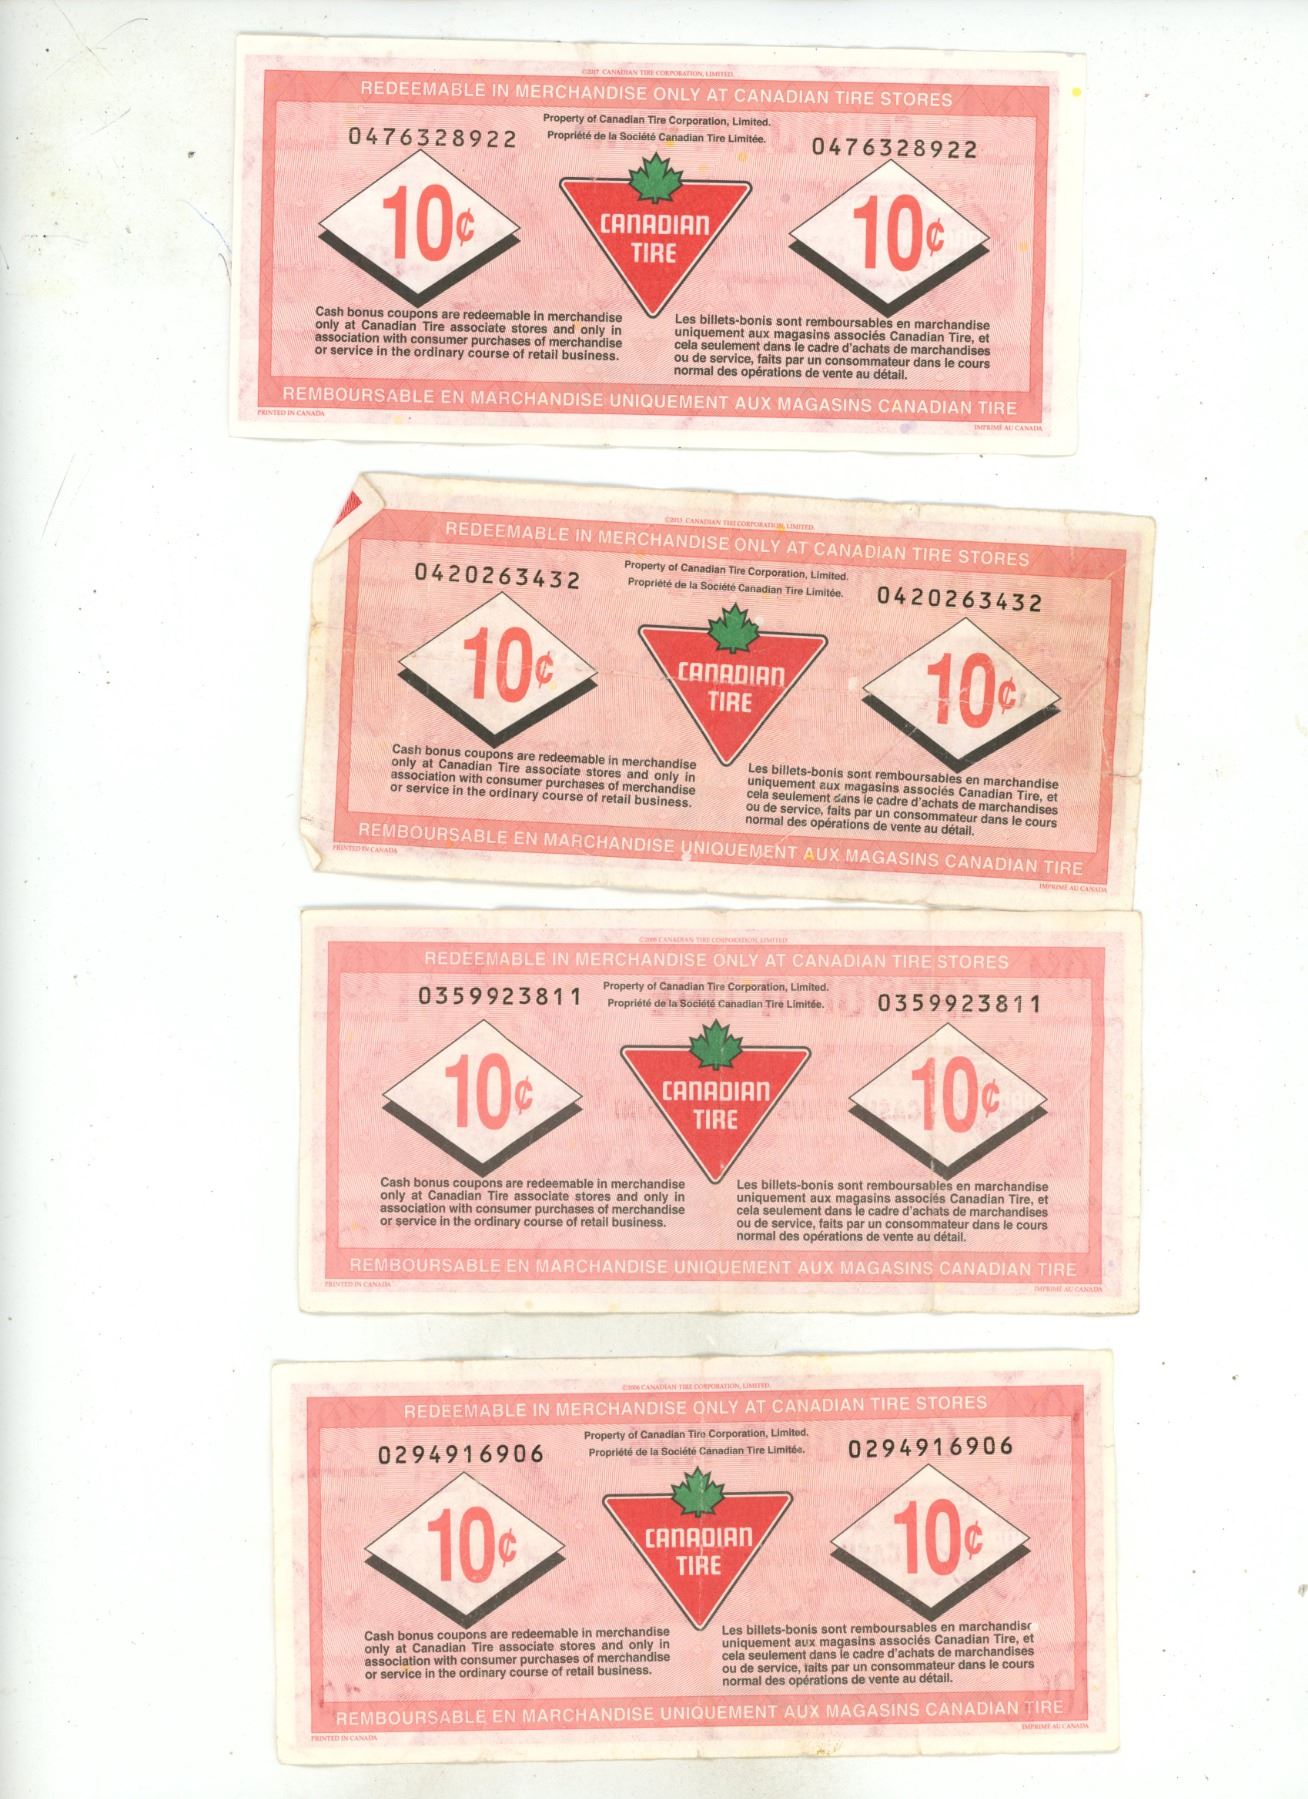 ©2017 CANADIAN TIRE CORPORATION, LIMITED.
REDEEMABLE IN MERCHANDISE ONLY AT CANADIAN TIRE STORES
Property of Canadian Tire Corporation, Limited.
Propriété de la Société Canadian Tire Limitée.
0476328922
0476328922
10¢
CANADIAN
TIRE
10¢
Cash bonus coupons are redeemable in merchandise
only at Canadian Tire associate stores and only in
association with consumer purchases of merchandise
or service in the ordinary course of retail business.
Les billets-bonis sont remboursables en marchandise
uniquement aux magasins associés Canadian Tire, et
cela seulement dans le cadre d'achats de marchandises
ou de service, faits par un consommateur dans le cours
normal des opérations de vente au détail.
REMBOURSABLE EN MARCHANDISE UNIQUEMENT AUX MAGASINS CANADIAN TIRE
PRINTED IN CANADA
IMPRIMÉ AU CANADA
©2013 CANADIAN TIRE CORPORATION, LIMITED.
REDEEMABLE IN MERCHANDISE ONLY AT CANADIAN TIRE STORES
Property of Canadian Tire Corporation, Limited.
Propriété de la Société Canadian Tire Limitée.
0420263432
0420263432
10¢
CANADIAN
TIRE
10¢
Cash bonus coupons are redeemable in merchandise
only at Canadian Tire associate stores and only in
association with consumer purchases of merchandise
or service in the ordinary course of retail business.
Les billets-bonis sont remboursables en marchandise
uniquement aux magasins associés Canadian Tire, et
cela seulement dans le cadre d'achats de marchandises
ou de service, faits par un consommateur dans le cours
normal des opérations de vente au détail.
REMBOURSABLE EN MARCHANDISE UNIQUEMENT AUX MAGASINS CANADIAN TIRE
PRINTED IN CANADA
IMPRIMÉ AU CANADA
CANADIAN TIRE CORPORATION, LIMITED
REDEEMABLE IN MERCHANDISE ONLY AT CANADIAN TIRE STORES
Property of Canadian Tire Corporation, Limited.
Propriété de la Société Canadian Tire Limitée.
0359923811
0359923811
10¢
CANADIAN
TIRE
10¢
Cash bonus coupons are redeemable in merchandise
only at Canadian Tire associate stores and only in
association with consumer purchases of merchandise
or service in the ordinary course of retail business.
Les billets-bonis sont remboursables en marchandise
uniquement aux magasins associés Canadian Tire, et
cela seulement dans le cadre d'achats de marchandises
ou de service, faits par un consommateur dans le cours
normal des opérations de vente au détail.
REMBOURSABLE EN MARCHANDISE UNIQUEMENT AUX MAGASINS CANADIAN TIRE
PRINTED IN CANADA
IMPRIMÉ AU CANADA
©2006 CANADIAN TIRE CORPORATION, LIMITED.
REDEEMABLE IN MERCHANDISE ONLY AT CANADIAN TIRE STORES
Property of Canadian Tire Corporation, Limited.
Propriété de la Société Canadian Tire Limitée.
0294916906
0294916906
10¢
CANADIAN
TIRE
10¢
Cash bonus coupons are redeemable in merchandise
only at Canadian Tire associate stores and only in
association with consumer purchases of merchandise
or service in the ordinary course of retail business.
Les billets-bonis sont remboursables en marchandise
uniquement aux magasins associés Canadian Tire, et
cela seulement dans le cadre d'achats de marchandises
ou de service, faits par un consommateur dans le cours
normal des opérations de vente au détail.
REMBOURSABLE EN MARCHANDISE UNIQUEMENT AUX MAGASINS CANADIAN TIRE
PRINTED IN CANADA
IMPRIMÉ AU CANADA